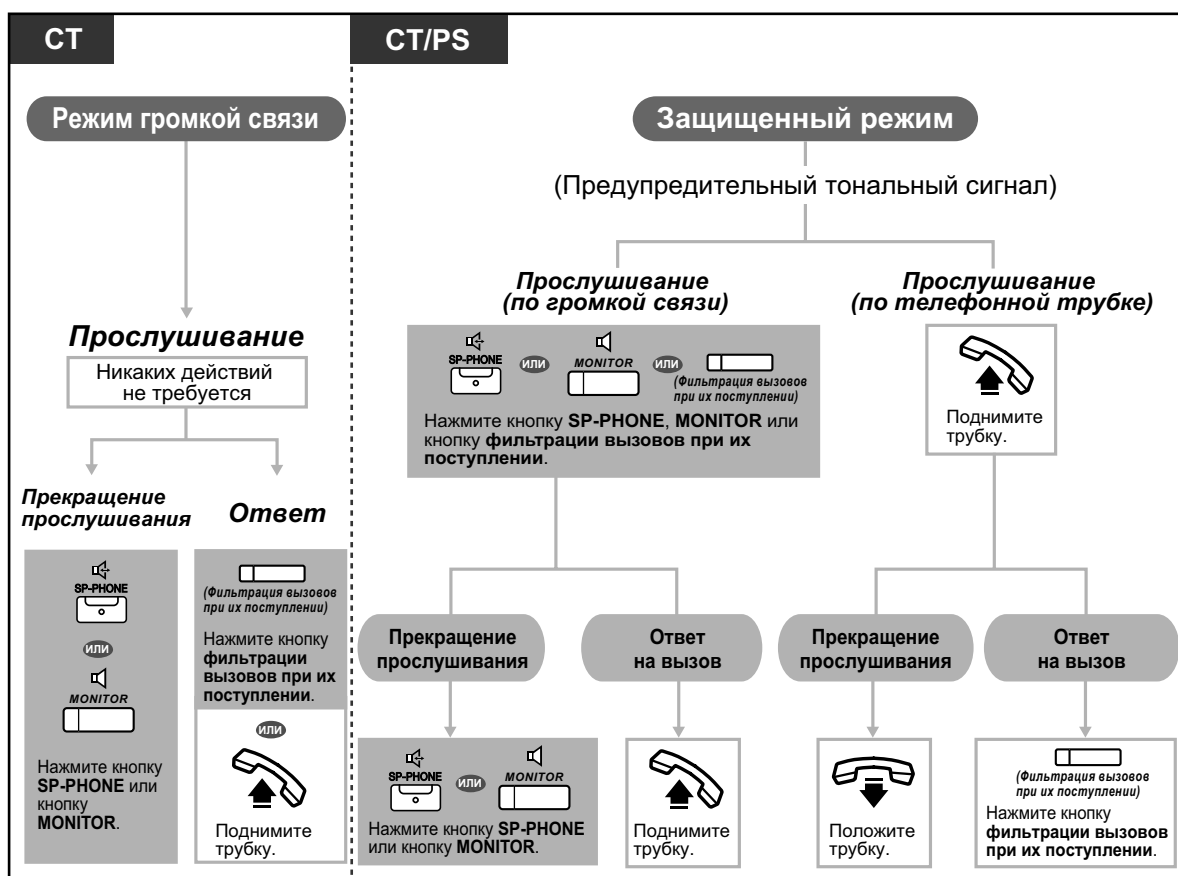 CT
Режим громкой связи
Прослушивание
Никаких действий
не требуется
Прекращение
прослушивания
SP-PHONE
или
MONITOR
Нажмите кнопку
SP-PHONE или
кнопку
MONITOR.
Ответ
(Фильтрация вызовов
при их поступлении)
Нажмите кнопку
фильтрации
вызовов при их
поступлении.
или
Поднимите
трубку.
CT/PS
Защищенный режим
(Предупредительный тональный сигнал)
Прослушивание
(по громкой связи)
SP-PHONE
или
MONITOR
или
(Фильтрация вызовов
при их поступлении)
Нажмите кнопку SP-PHONE, MONITOR или
кнопку фильтрации вызовов при их
поступлении.
Прекращение
прослушивания
SP-PHONE
или
MONITOR
Нажмите кнопку SP-PHONE
или кнопку MONITOR.
Ответ
на вызов
Поднимите
трубку.
Прослушивание
(по телефонной трубке)
Поднимите
трубку.
Прекращение
прослушивания
Положите
трубку.
Ответ
на вызов
(Фильтрация вызовов
при их поступлении)
Нажмите кнопку
фильтрации вызовов
при их поступлении.